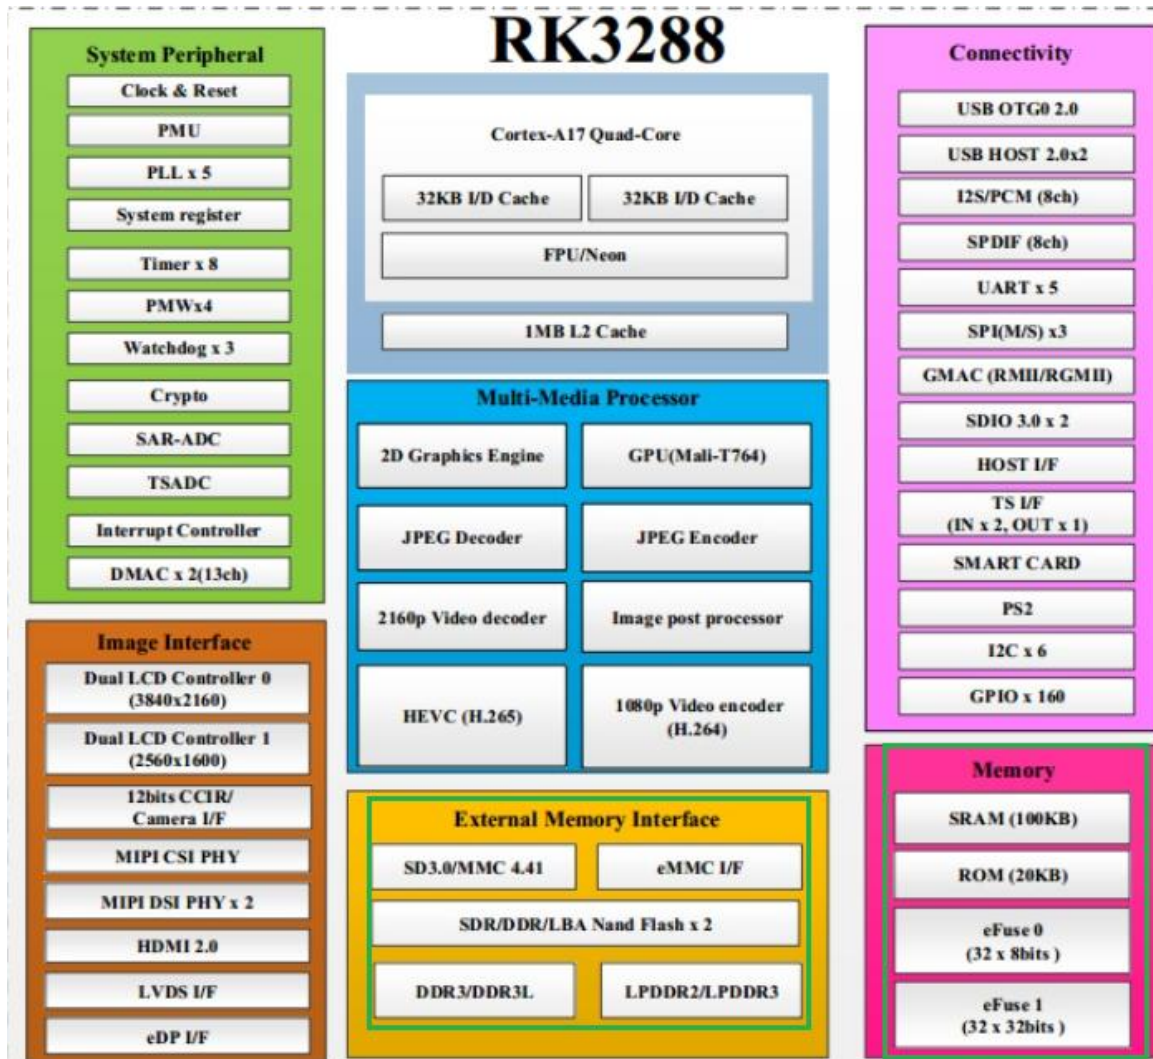 RK3288
System Peripheral
Clock & Reset
PMU
PLL x 5
System register
Timer x 8
PMWx4
Watchdog x 3
Crypto
SAR-ADC
TSADC
Interrupt Controller
DMAC x 2(13ch)
Image Interface
Dual LCD Controller 0
(3840x2160)
Dual LCD Controller 1
(2560x1600)
12bits CCIR/
Camera I/F
MIPI CSI PHY
MIPI DSI PHY x 2
HDMI 2.0
LVDS I/F
eDP I/F
Cortex-A17 Quad-Core
32KB I/D Cache
32KB I/D Cache
FPU/Neon
1MB L2 Cache
Multi-Media Processor
2D Graphics Engine
GPU(Mali-T764)
JPEG Decoder
JPEG Encoder
2160p Video decoder
Image post processor
HEVC (H.265)
1080p Video encoder
(H.264)
External Memory Interface
SD3.0/MMC 4.41
eMMC I/F
SDR/DDR/LBA Nand Flash x 2
DDR3/DDR3L
LPDDR2/LPDDR3
Connectivity
USB OTG0 2.0
USB HOST 2.0x2
I2S/PCM (8ch)
SPDIF (8ch)
UART x 5
SPI(M/S) x3
GMAC (RMII/RGMII)
SDIO 3.0 x 2
HOST I/F
TS I/F
(IN x 2, OUT x 1)
SMART CARD
PS2
I2C x 6
GPIO x 160
Memory
SRAM (100KB)
ROM (20KB)
eFuse 0
(32 x 8bits )
eFuse 1
(32 x 32bits )